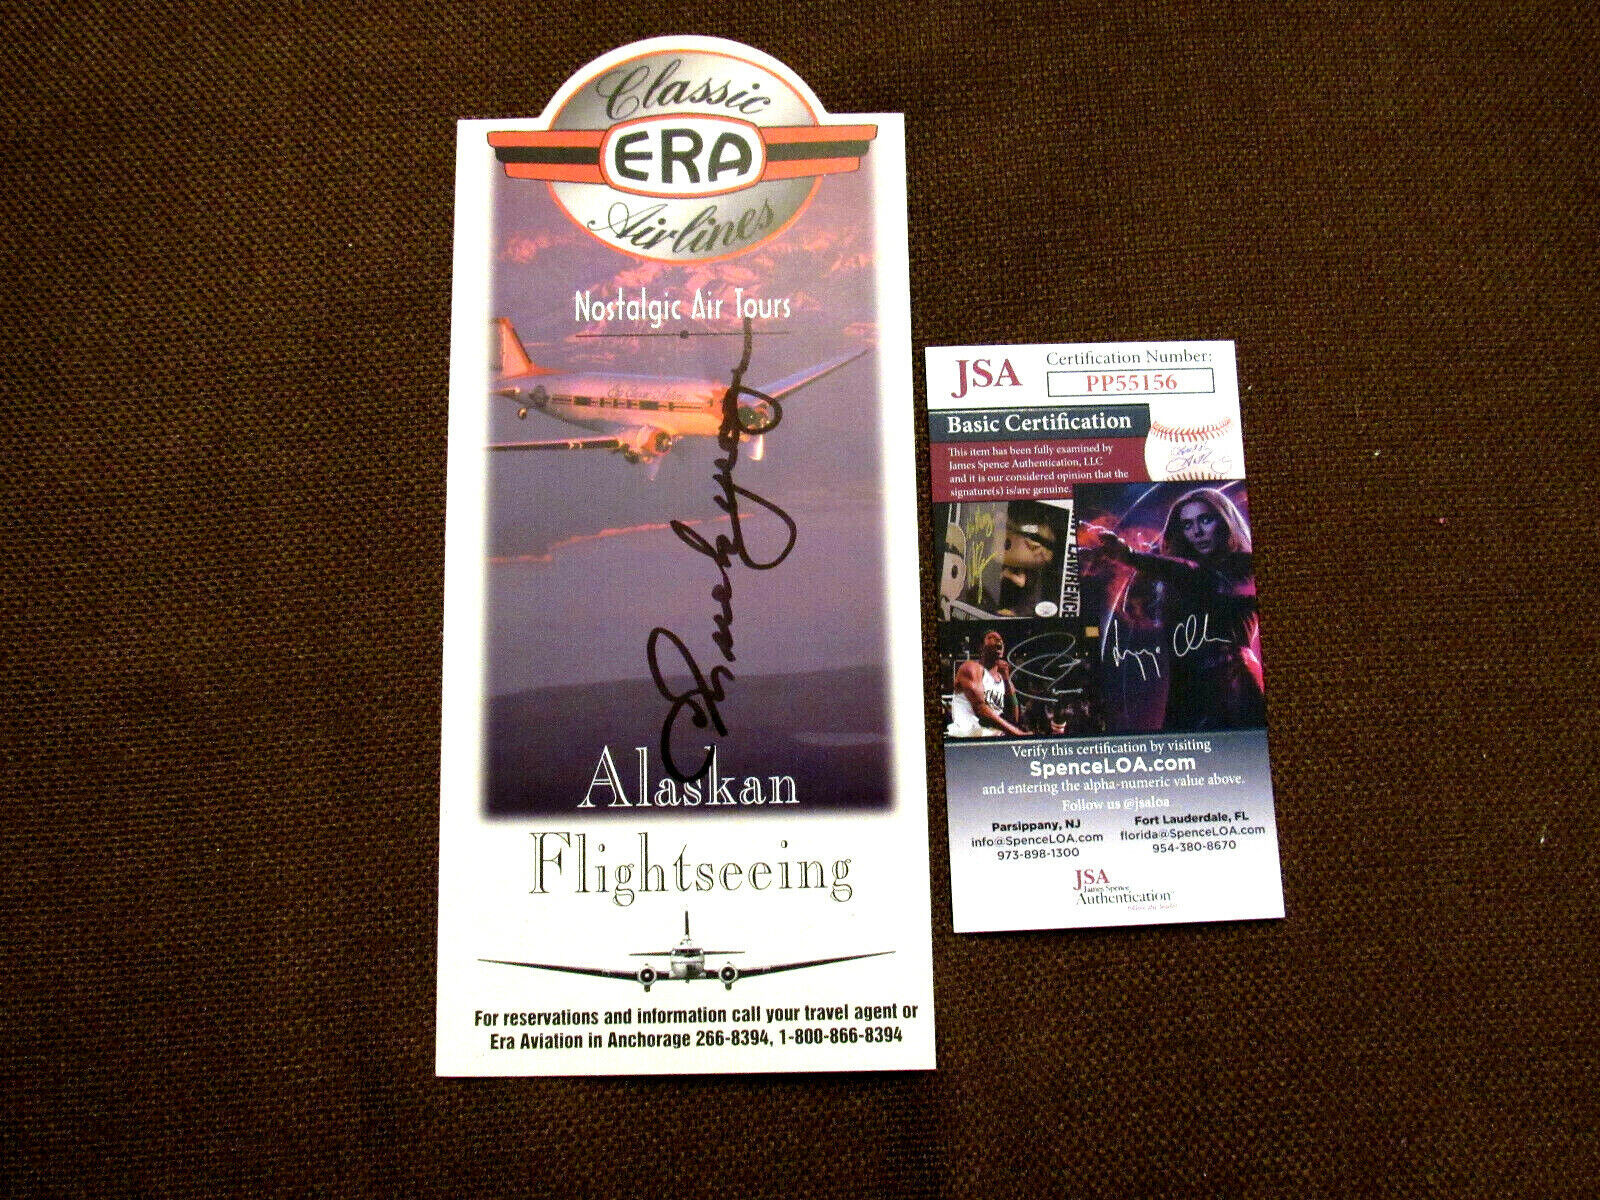 Classic
ERA
Airlines
Nostalgic Air Tours
Alaskan
Flightseeing
For reservations and information call your travel agent or
Era Aviation in Anchorage 266-8394, 1-800-866-8394
JSA
Certification Number:
PP55156
Basic Certification
This item has been fully examined by
James Spence Authentication, LLC
and it is our considered opinion that the
signature(s) is/are genuine.
LAWRENCE
Verify this certification by visiting
SpenceLOA.com
and entering the alpha-numeric value above.
Follow us @jsaloa
Parsippany, NJ
info@SpenceLOA.com
973-898-1300
Fort Lauderdale, FL
florida@SpenceLOA.com
954-380-8670
JSA
James Spence
Authentication